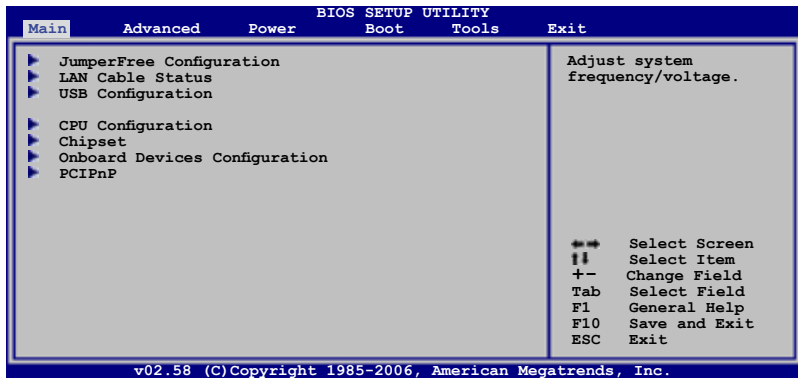 BIOS SETUP UTILITY
Main Advanced Power Boot Tools Exit
JumperFree Configuration
LAN Cable Status
USB Configuration
CPU Configuration
Chipset
Onboard Devices Configuration
PCIPnP
Adjust system
frequency/voltage.
←→ Select Screen
↑↓ Select Item
+- Change Field
Tab Select Field
F1 General Help
F10 Save and Exit
ESC Exit
v02.58 (C)Copyright 1985-2006, American Megatrends, Inc.